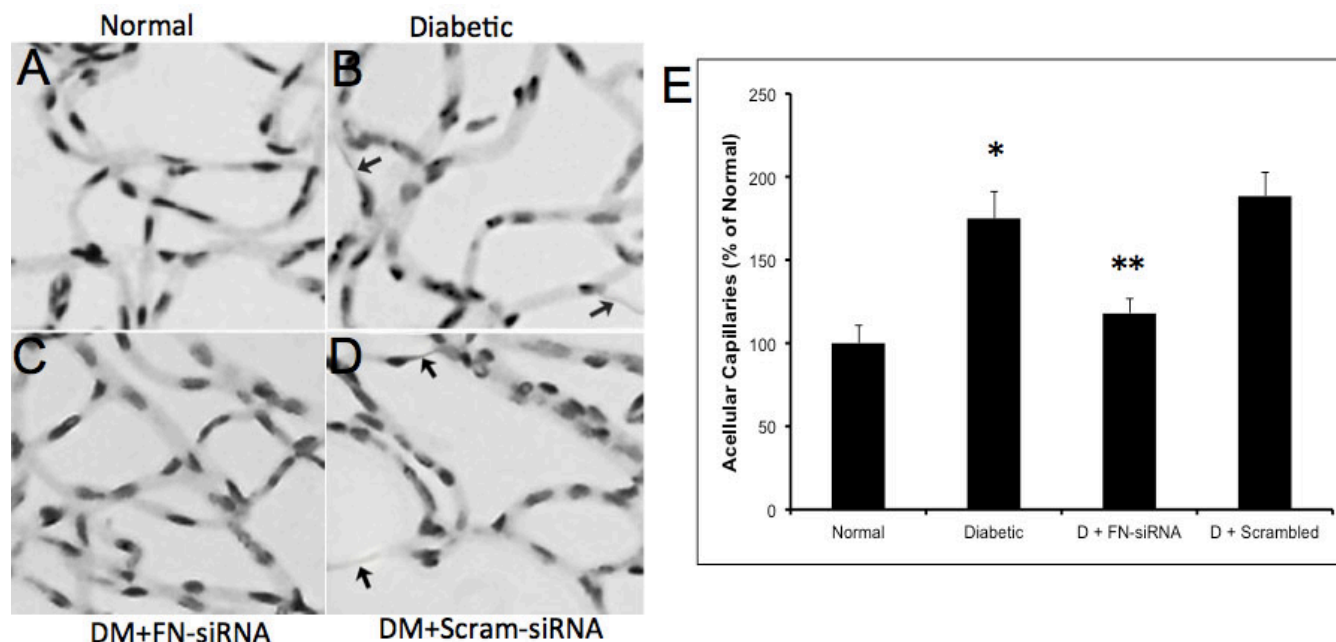 Normal
Diabetic
A
B
C
D
DM+FN-siRNA
DM+Scram-siRNA
E
Acellular Capillaries (% of Normal)
250
200
150
100
50
0
*
**
Normal
Diabetic
D + FN-siRNA
D + Scrambled